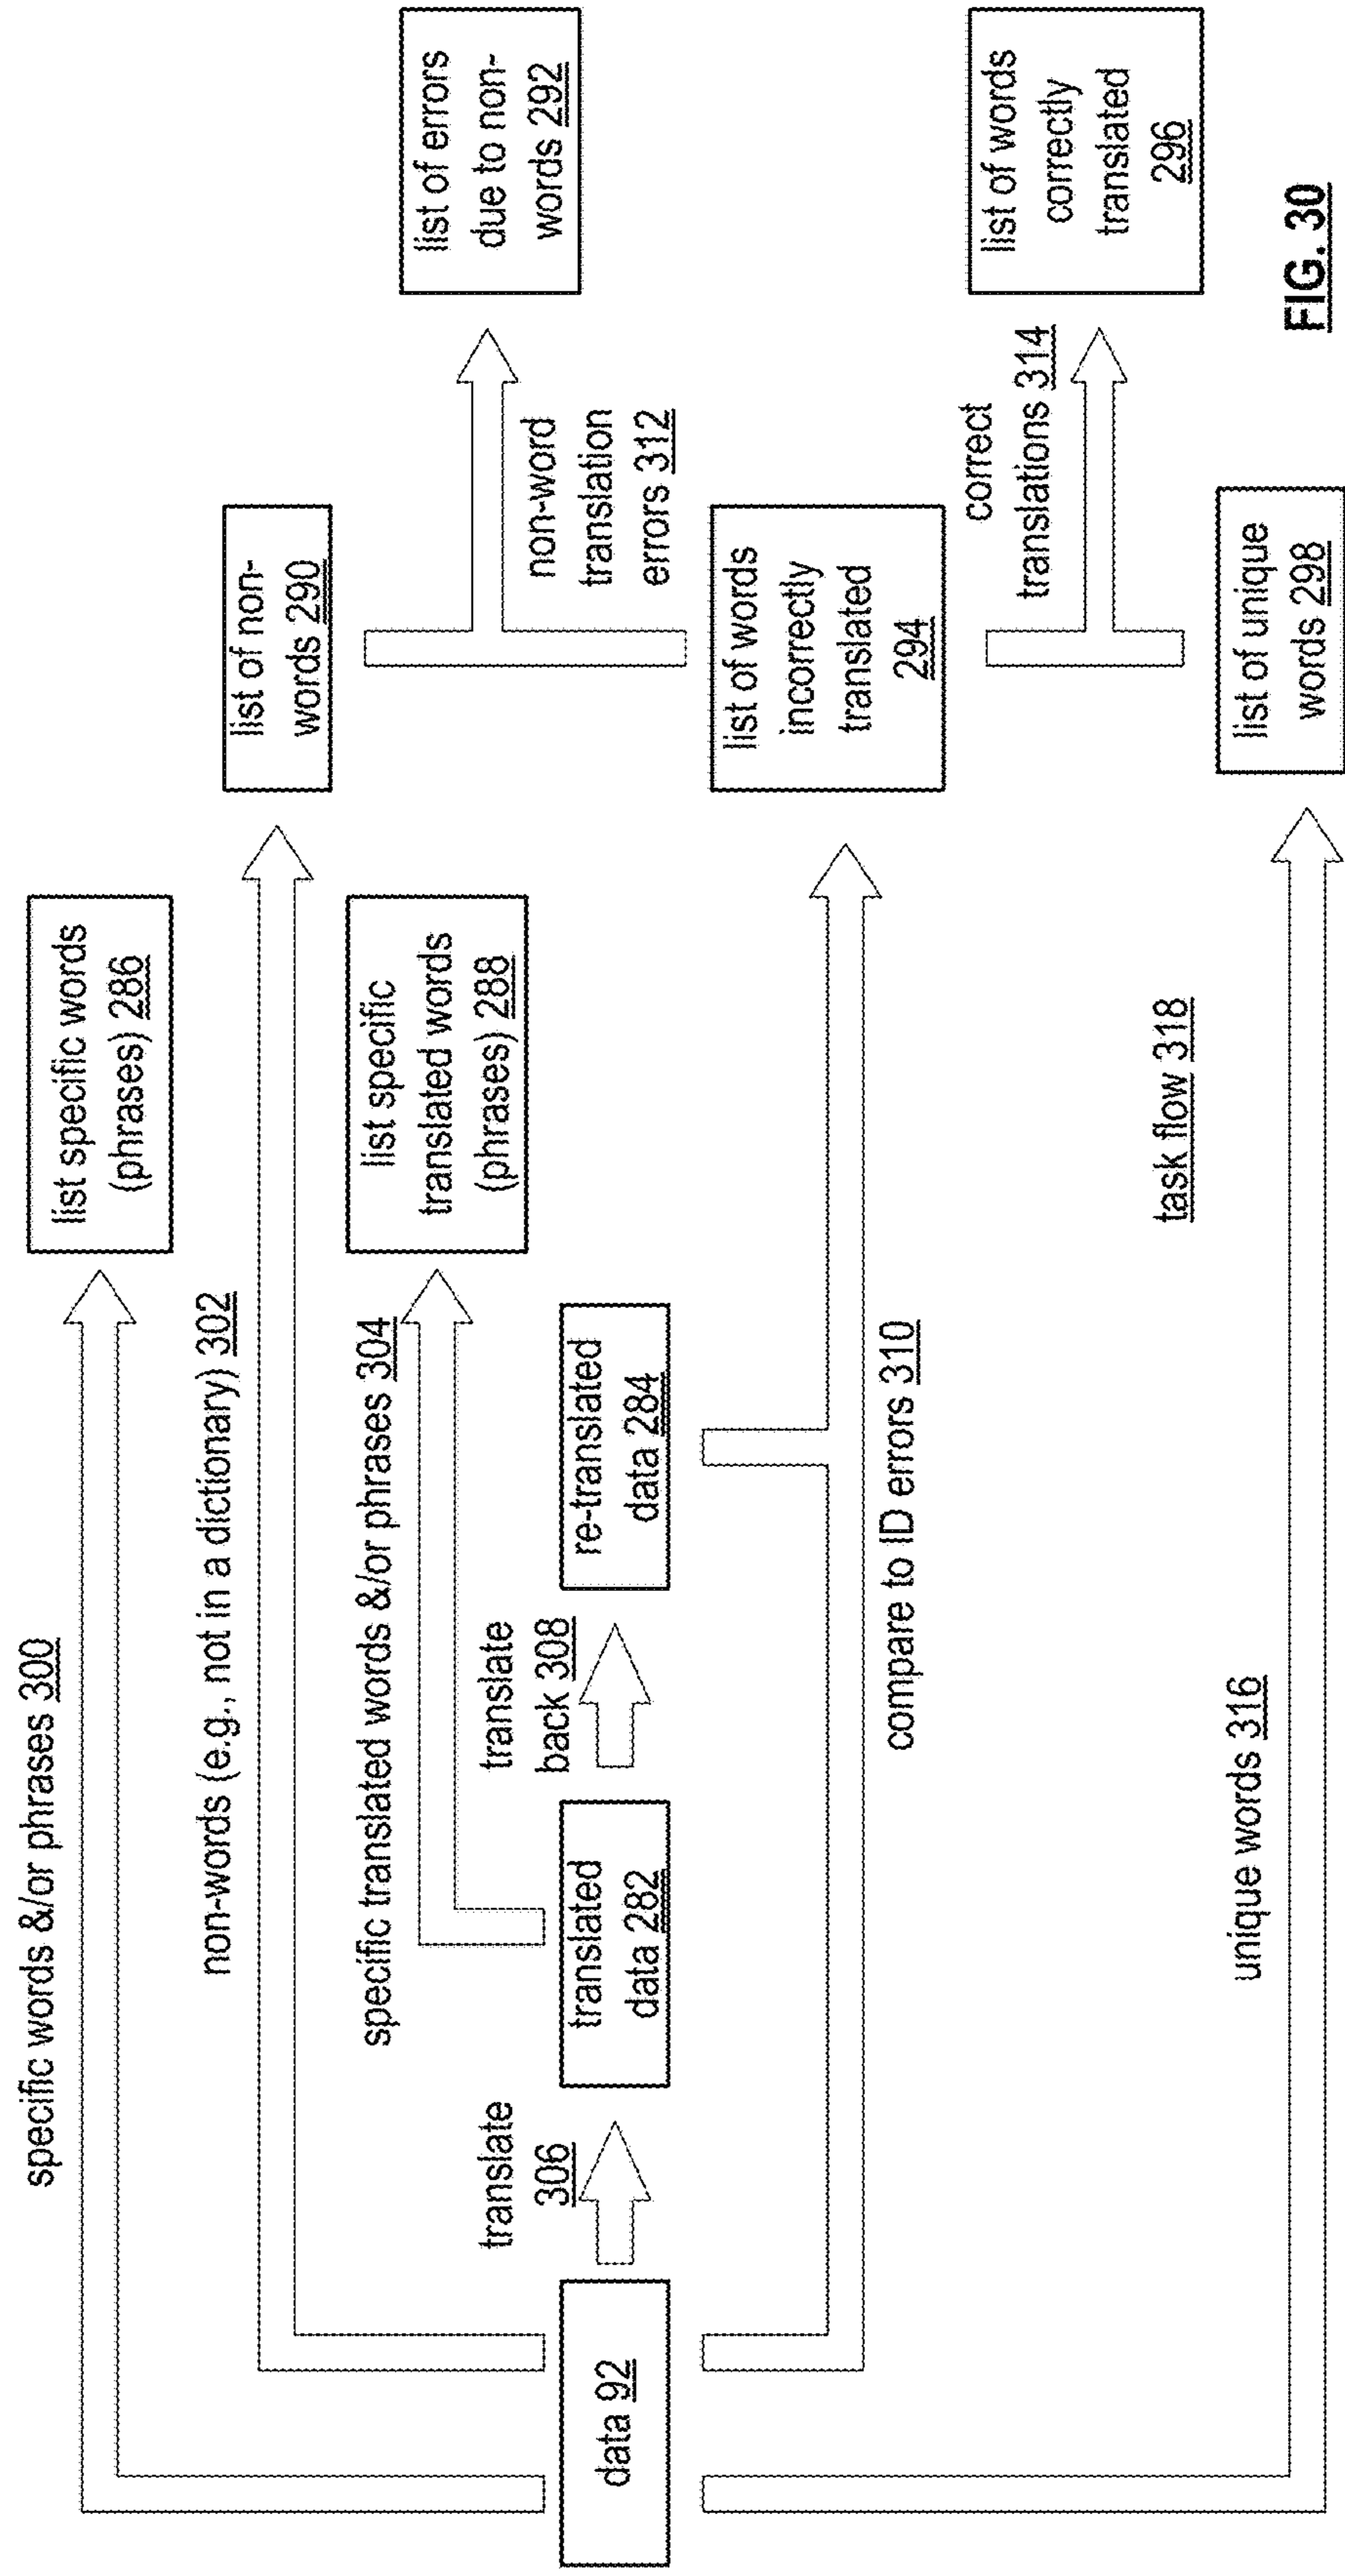 specific words &/or phrases 300
list specific words
(phrases) 286
non-words (e.g., not in a dictionary) 302
list of non-
words 290
specific translated words &/or phrases 304
list specific
translated words
(phrases) 288
list of errors
due to non-
words 292
non-word
translation
errors 312
translate
306
translate
back 308
data 92
translated
data 282
re-translated
data 284
list of words
incorrectly
translated
294
compare to ID errors 310
correct
translations 314
list of words
correctly
translated
296
task flow 318
unique words 316
list of unique
words 298
FIG. 30